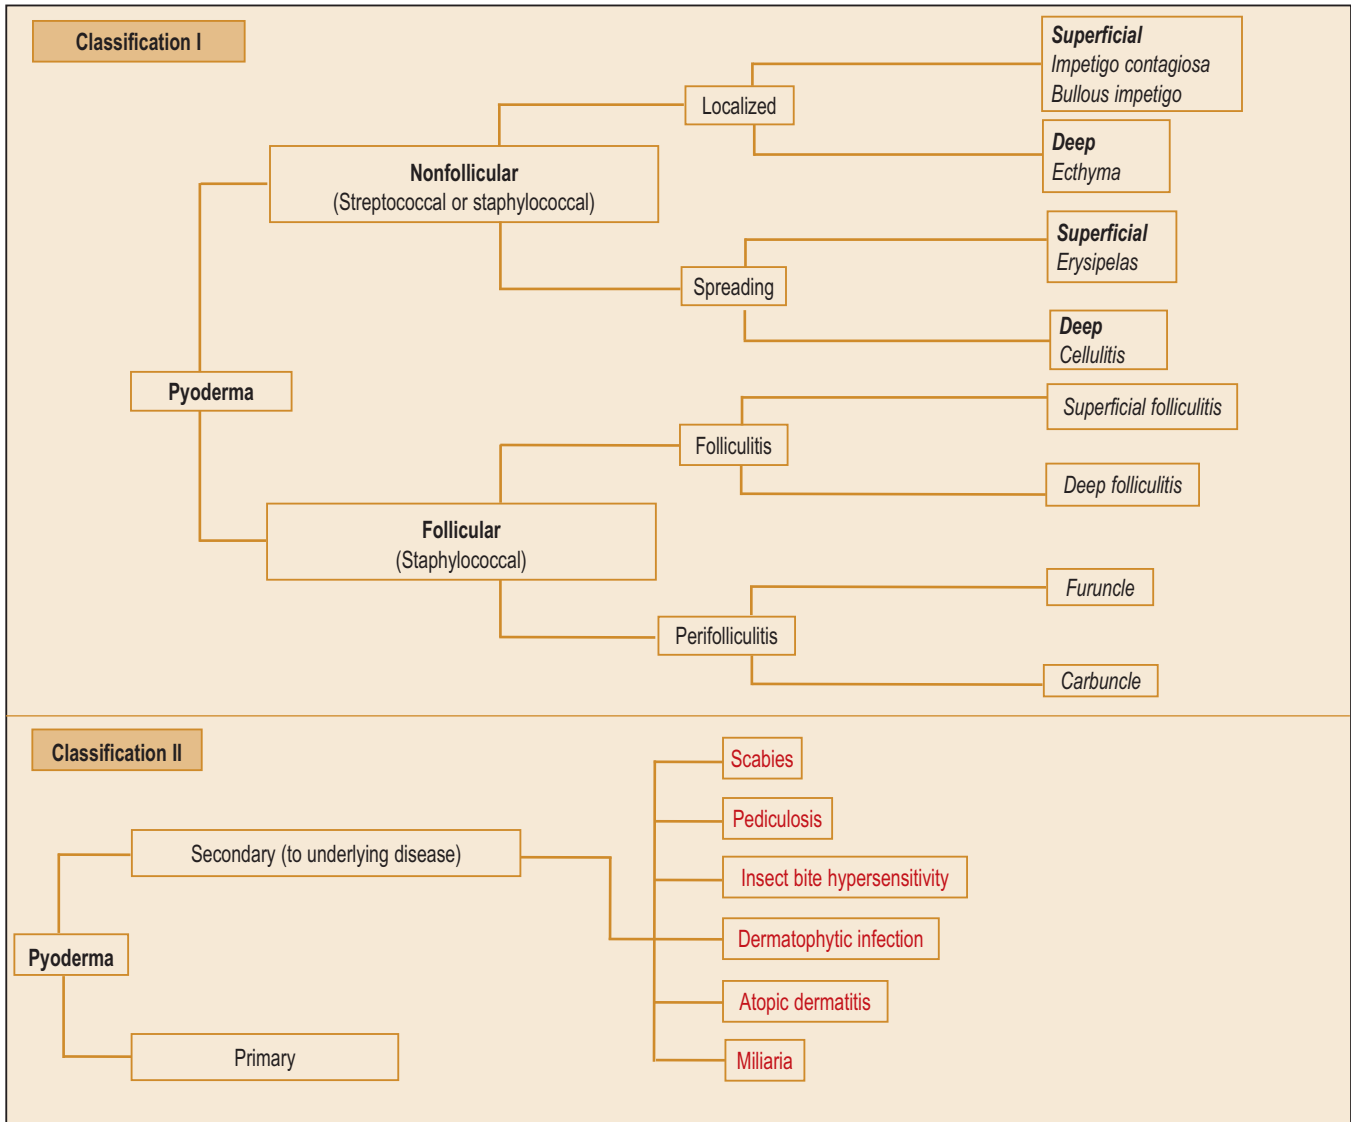 Classification I
Superficial
Impetigo contagiosa
Bullous impetigo
Localized
Deep
Ecthyma
Nonfollicular
(Streptococcal or staphylococcal)
Superficial
Erysipelas
Spreading
Deep
Cellulitis
Pyoderma
Superficial folliculitis
Folliculitis
Deep folliculitis
Follicular
(Staphylococcal)
Furuncle
Perifolliculitis
Carbuncle
Classification II
Scabies
Pediculosis
Secondary (to underlying disease)
Insect bite hypersensitivity
Dermatophytic infection
Pyoderma
Atopic dermatitis
Primary
Miliaria